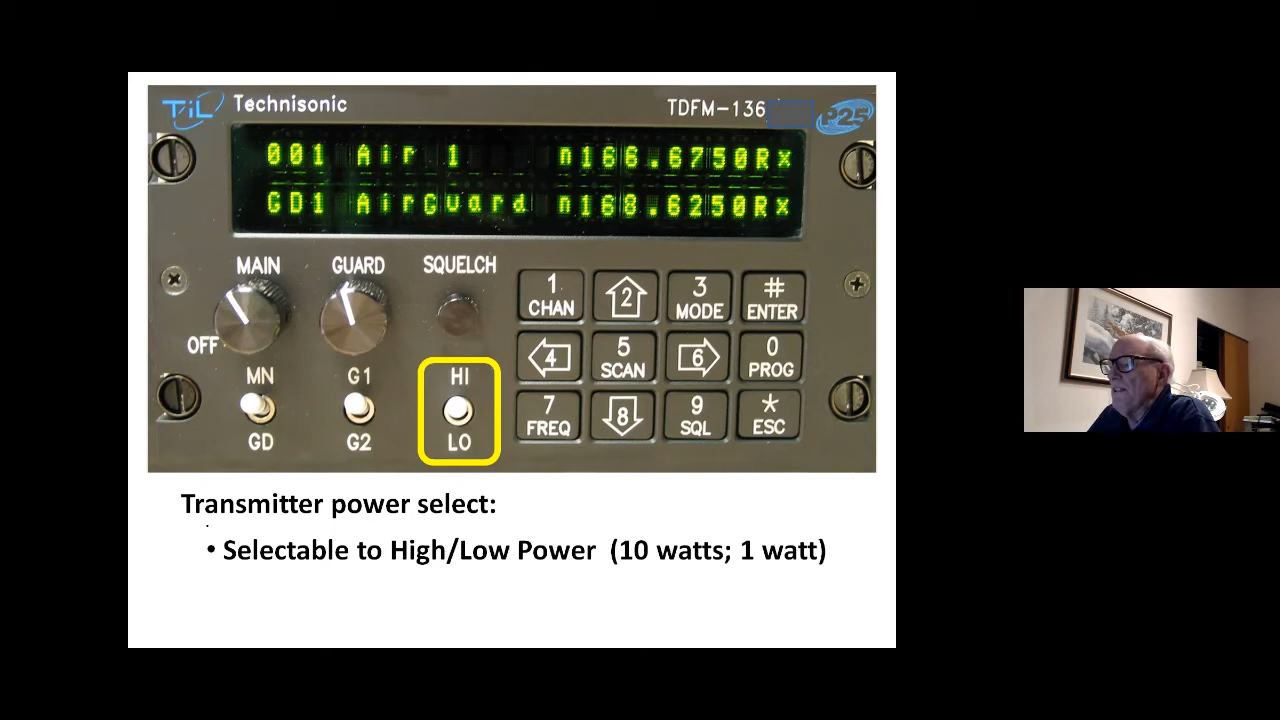 TiL Technisonic TDFM-136 P25
001 Air 1 n166.6750Rx
GD1 AirGuard n168.6250Rx
MAIN GUARD SQUELCH
OFF
MN G1 HI
GD G2 LO
1 2 3 #
CHAN MODE ENTER
4 5 6 0
SCAN PROG
7 8 9 *
FREQ SQL ESC
Transmitter power select:
• Selectable to High/Low Power (10 watts; 1 watt)